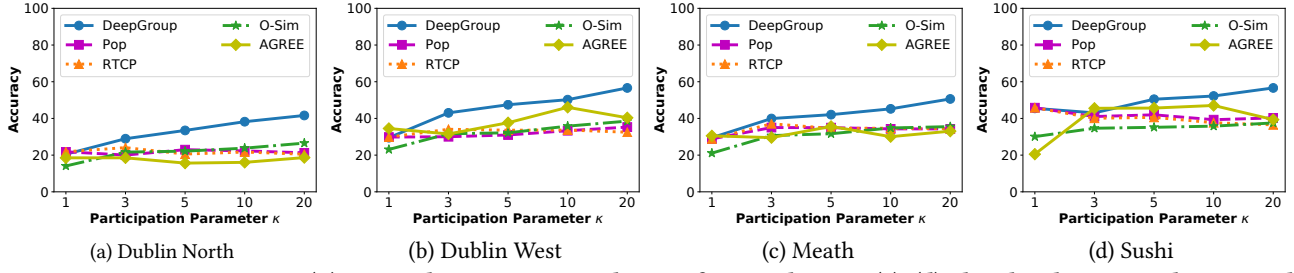 100
80
60
40
20
0
Accuracy
DeepGroup
Pop
RTCP
O-Sim
AGREE
1 3 5 10 20
Participation Parameter κ
(a) Dublin North
100
80
60
40
20
0
Accuracy
DeepGroup
Pop
RTCP
O-Sim
AGREE
1 3 5 10 20
Participation Parameter κ
(b) Dublin West
100
80
60
40
20
0
Accuracy
DeepGroup
Pop
RTCP
O-Sim
AGREE
1 3 5 10 20
Participation Parameter κ
(c) Meath
100
80
60
40
20
0
Accuracy
DeepGroup
Pop
RTCP
O-Sim
AGREE
1 3 5 10 20
Participation Parameter κ
(d) Sushi